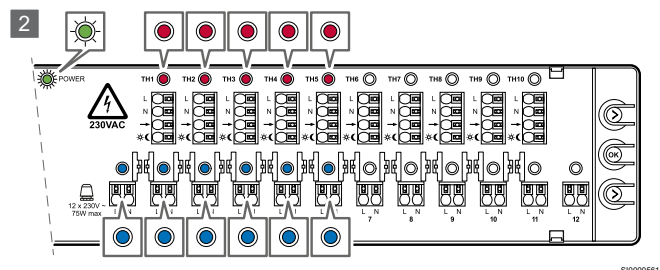 2
POWER
TH1 TH2 TH3 TH4 TH5 TH6 TH7 TH8 TH9 TH10
230VAC
L L L L L L L L L L
N N N N N N N N N N
OK
12 x 230V ~
75W max
L N L N L N L N L N L N
7 8 9 10 11 12
SI0000561